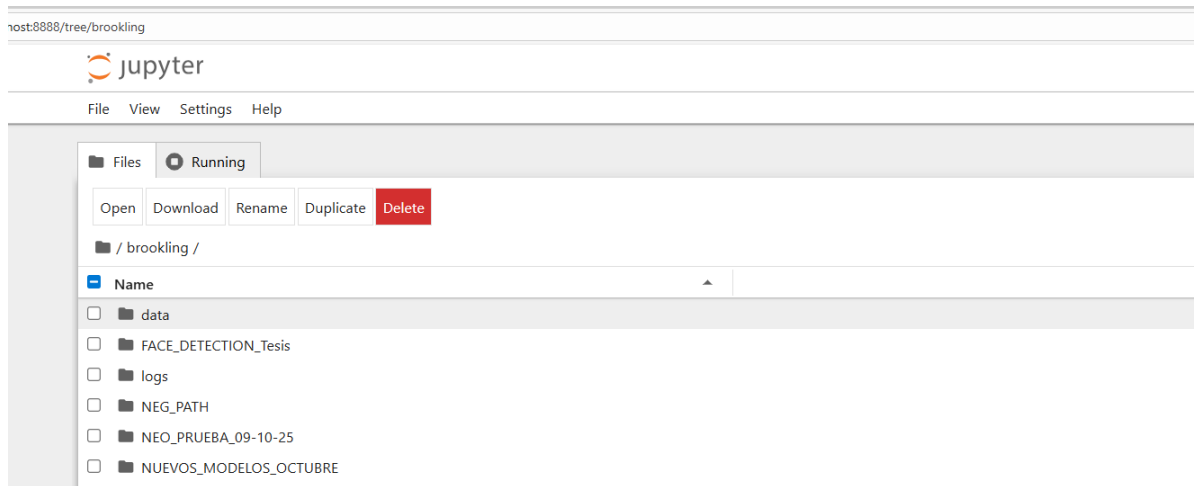 host:8888/tree/brookling
jupyter
File View Settings Help
Files Running
Open Download Rename Duplicate Delete
/ brookling /
Name
data
FACE_DETECTION_Tesis
logs
NEG_PATH
NEO_PRUEBA_09-10-25
NUEVOS_MODELOS_OCTUBRE